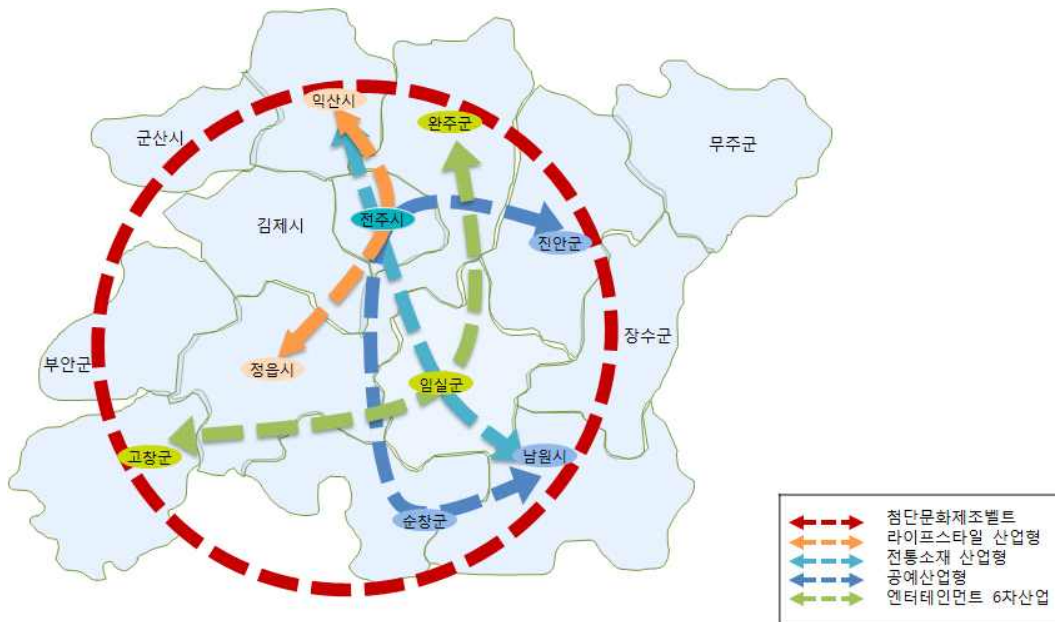 익산시
완주군
군산시
무주군
전주시
김제시
진안군
장수군
부안군
정읍시
임실군
고창군
남원시
순창군
첨단문화제조벨트
라이프스타일 산업형
전통소재 산업형
공예산업형
엔터테인먼트 6차산업